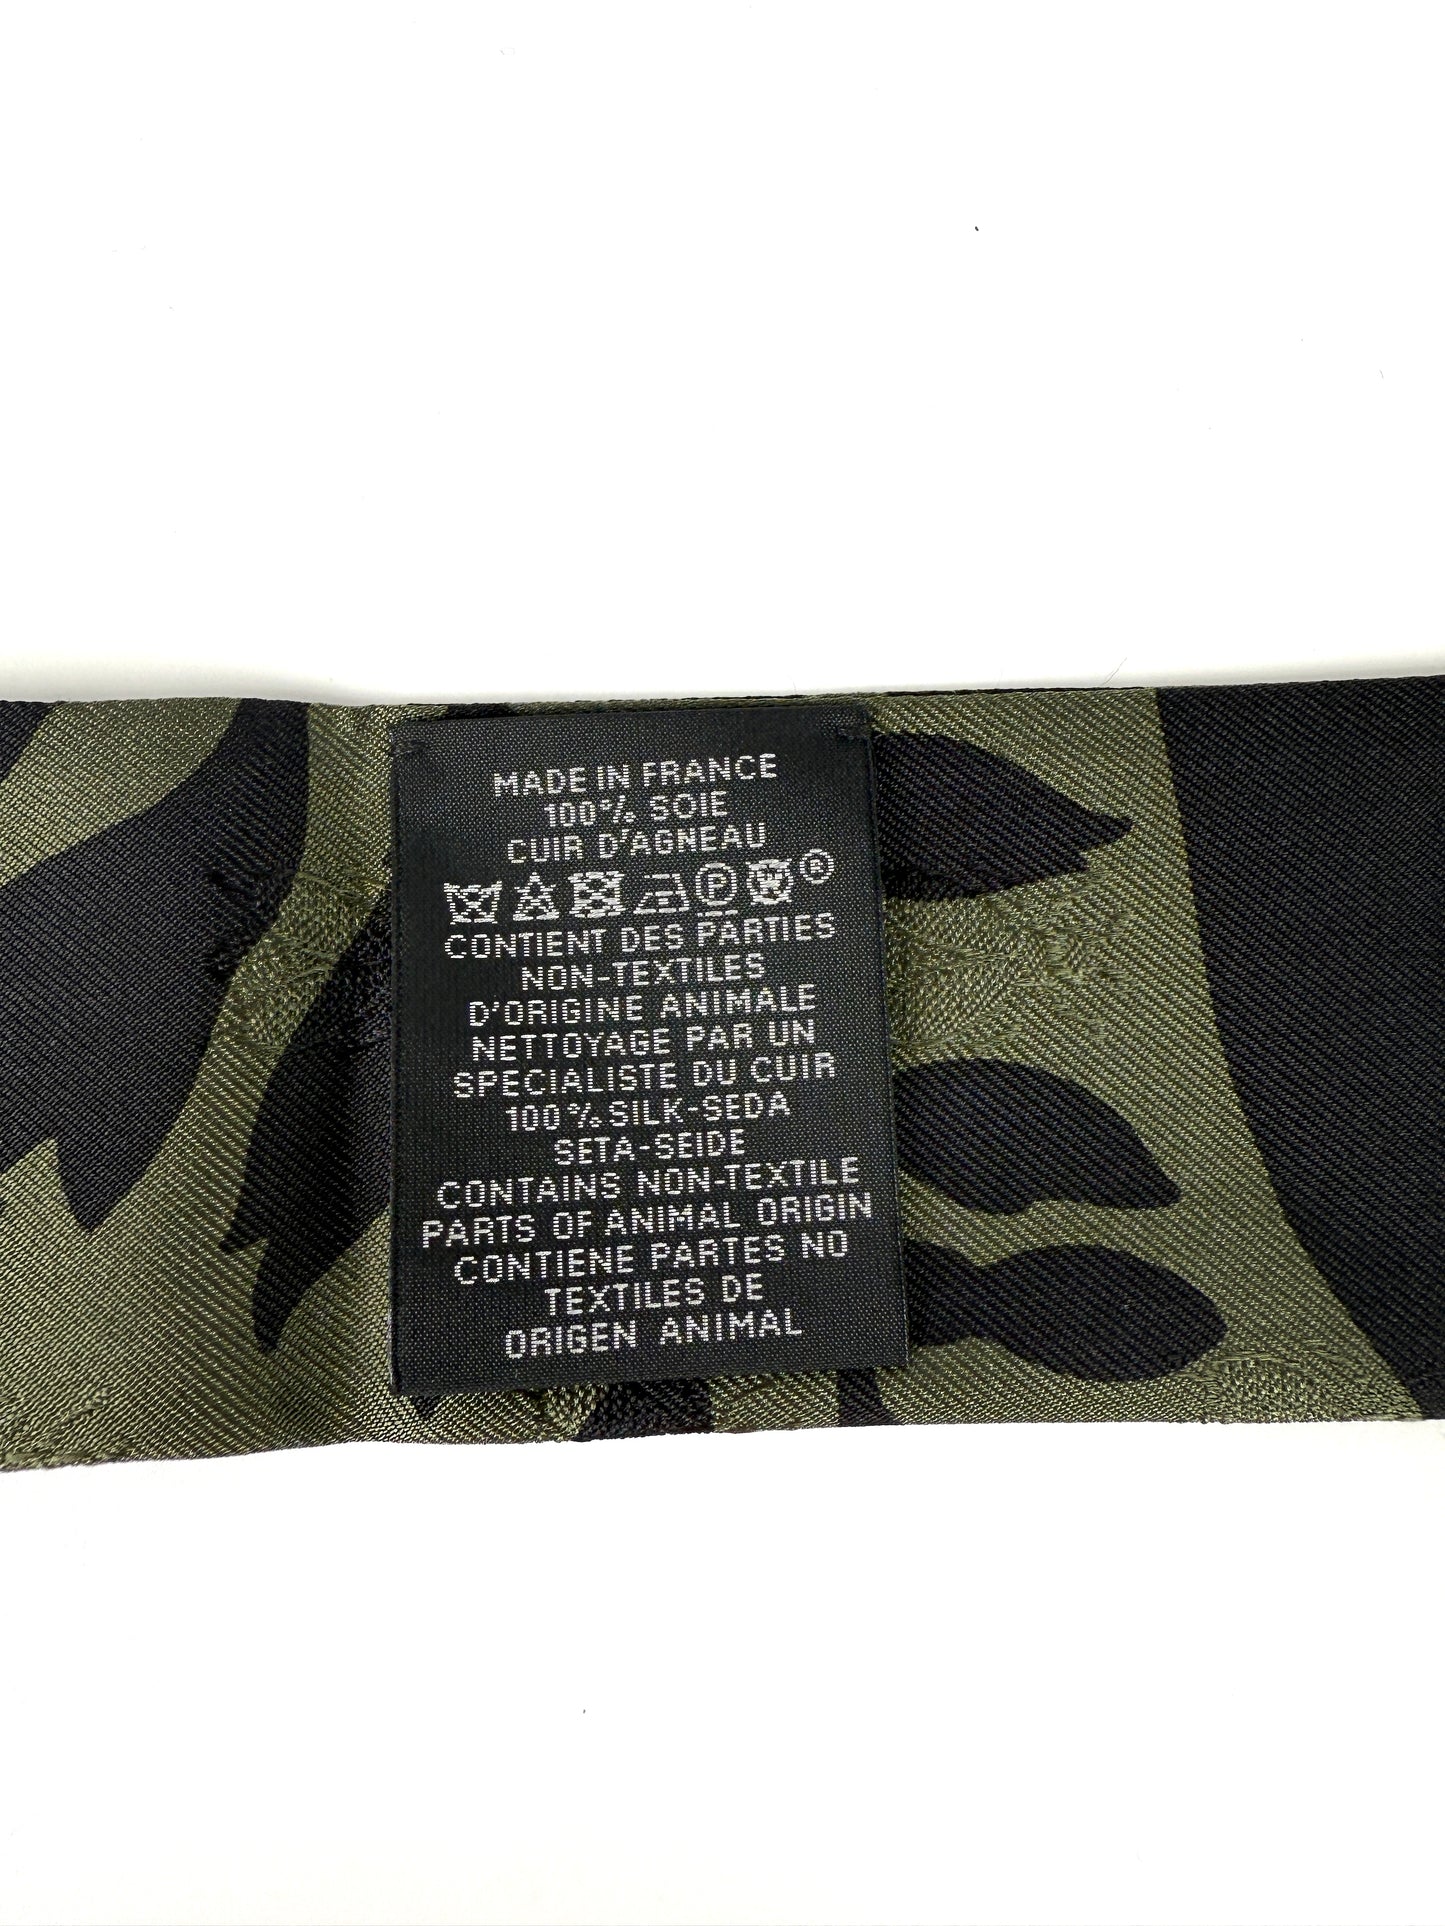 MADE IN FRANCE
100% SOIE
CUIR D'AGNEAU
P W ®
CONTIENT DES PARTIES
NON-TEXTILES
D'ORIGINE ANIMALE
NETTOYAGE PAR UN
SPECIALISTE DU CUIR
100% SILK-SEDA
SETA-SEIDE
CONTAINS NON-TEXTILE
PARTS OF ANIMAL ORIGIN
CONTIENE PARTES NO
TEXTILES DE
ORIGEN ANIMAL